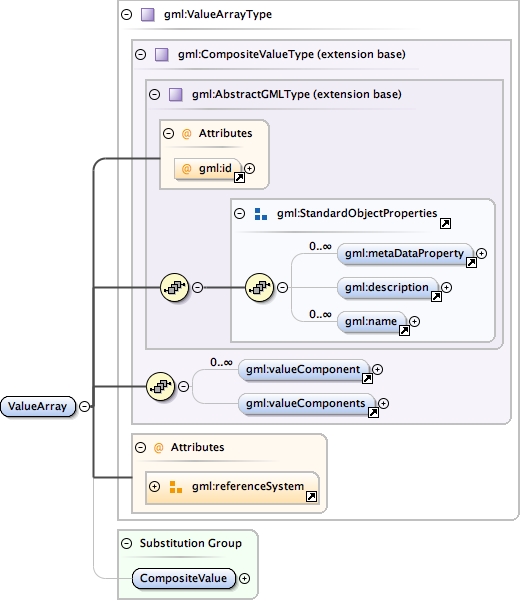 gml:ValueArrayType
gml:CompositeValueType (extension base)
gml:AbstractGMLType (extension base)
@ Attributes
@ gml:id
gml:StandardObjectProperties
0..∞
gml:metaDataProperty
gml:description
0..∞
gml:name
0..∞
gml:valueComponent
gml:valueComponents
ValueArray
@ Attributes
gml:referenceSystem
Substitution Group
CompositeValue